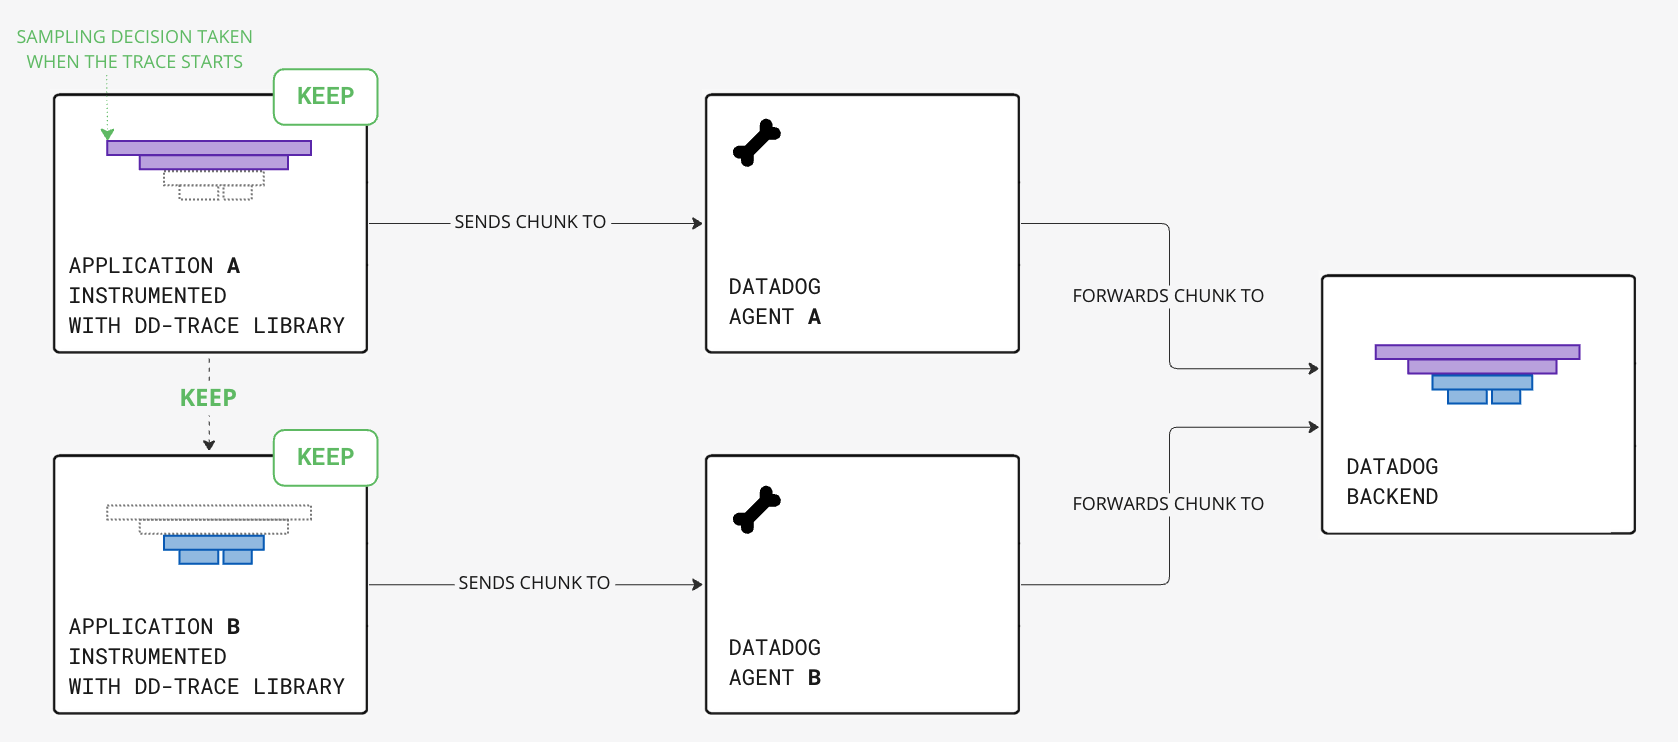 SAMPLING DECISION TAKEN
WHEN THE TRACE STARTS
KEEP
APPLICATION A
INSTRUMENTED
WITH DD-TRACE LIBRARY
SENDS CHUNK TO
DATADOG
AGENT A
FORWARDS CHUNK TO
KEEP
KEEP
APPLICATION B
INSTRUMENTED
WITH DD-TRACE LIBRARY
SENDS CHUNK TO
DATADOG
AGENT B
FORWARDS CHUNK TO
DATADOG
BACKEND